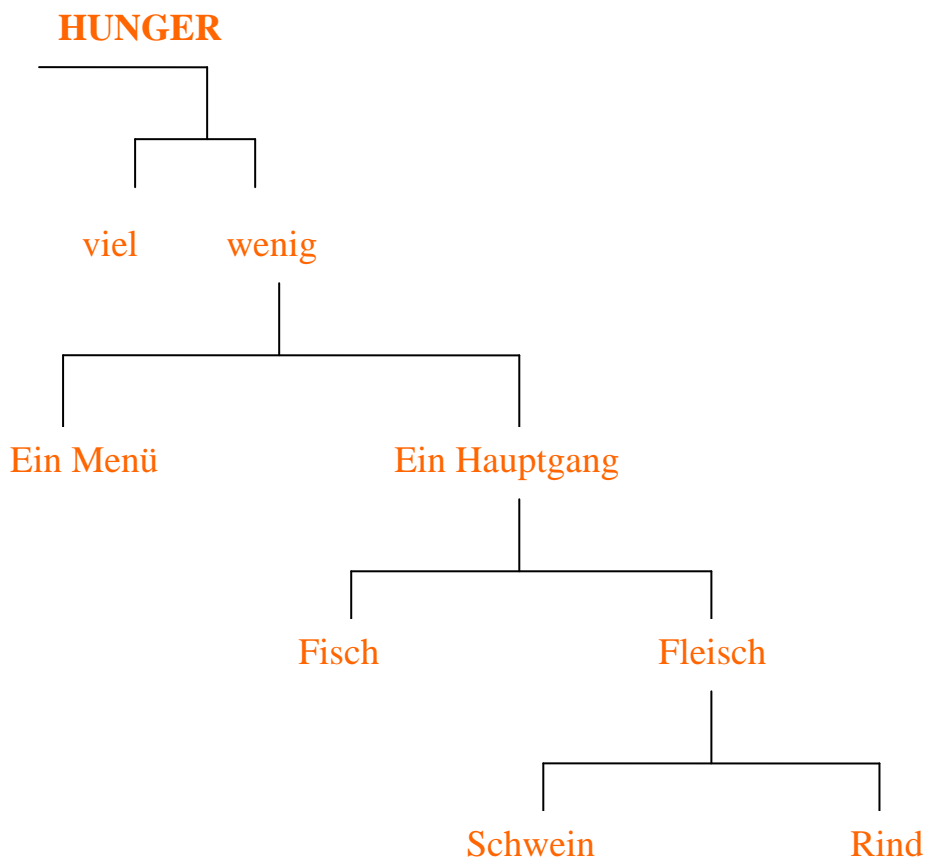 HUNGER
viel wenig
Ein Menü Ein Hauptgang
Fisch Fleisch
Schwein Rind